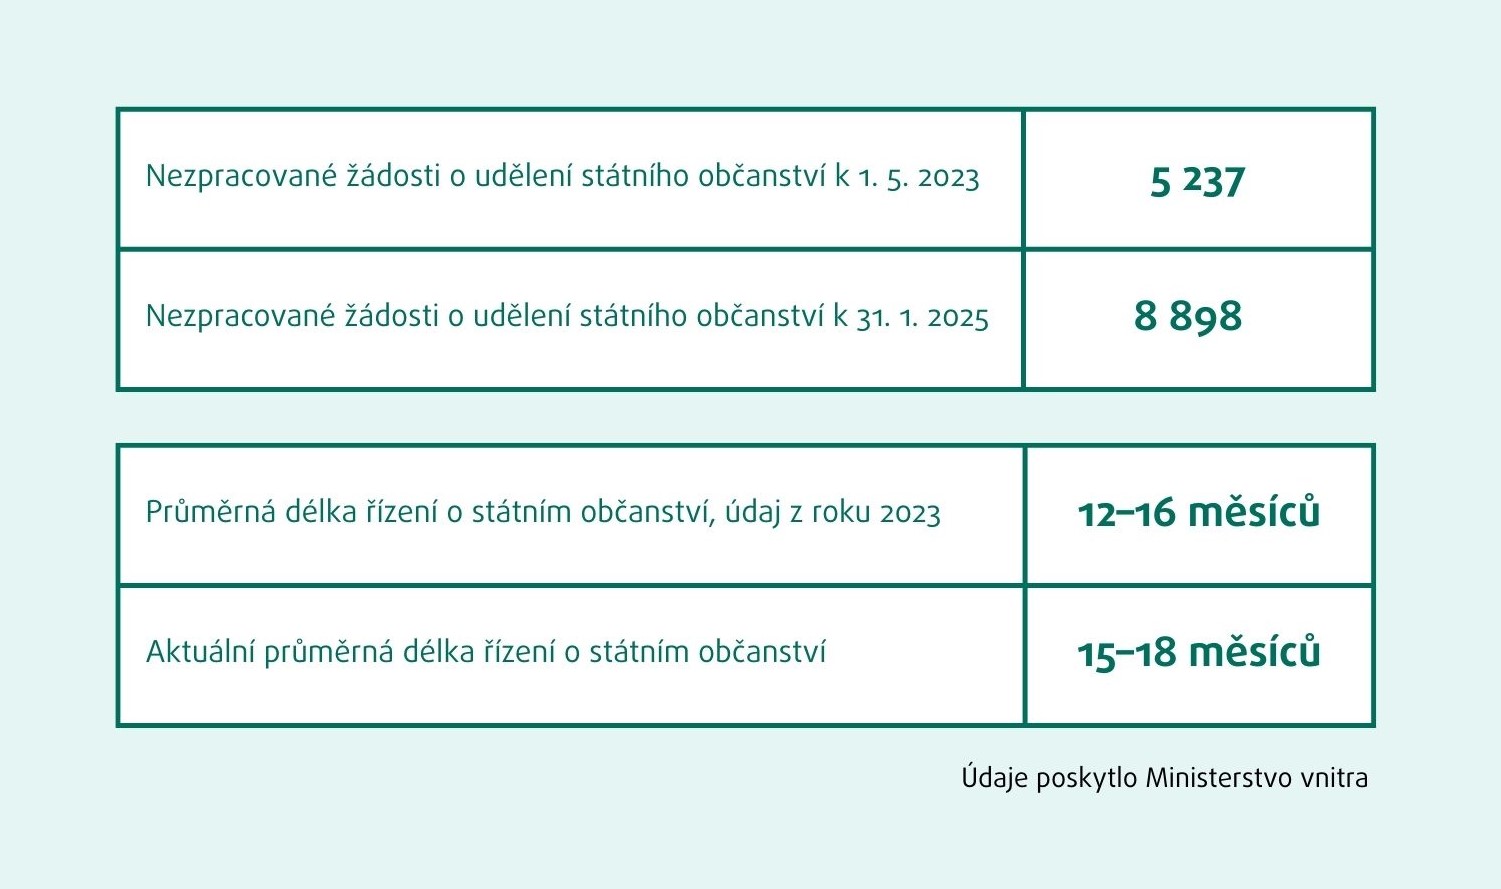 Nezpracované žádosti o udělení státního občanství k 1. 5. 2023
5 237
Nezpracované žádosti o udělení státního občanství k 31. 1. 2025
8 898
Průměrná délka řízení o státním občanství, údaj z roku 2023
12–16 měsíců
Aktuální průměrná délka řízení o státním občanství
15–18 měsíců
Údaje poskytlo Ministerstvo vnitra